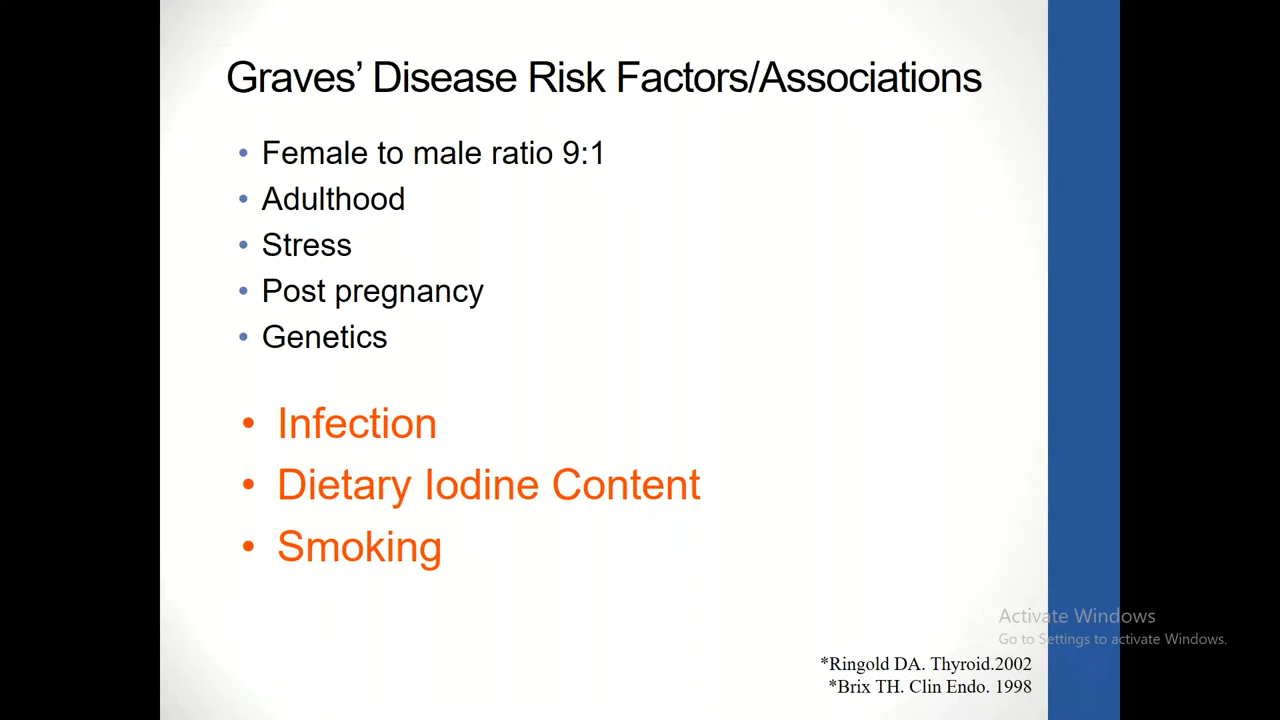 Graves’ Disease Risk Factors/Associations
• Female to male ratio 9:1
• Adulthood
• Stress
• Post pregnancy
• Genetics
• Infection
• Dietary Iodine Content
• Smoking
Activate Windows
Go to Settings to activate Windows.
*Ringold DA. Thyroid.2002
*Brix TH. Clin Endo. 1998